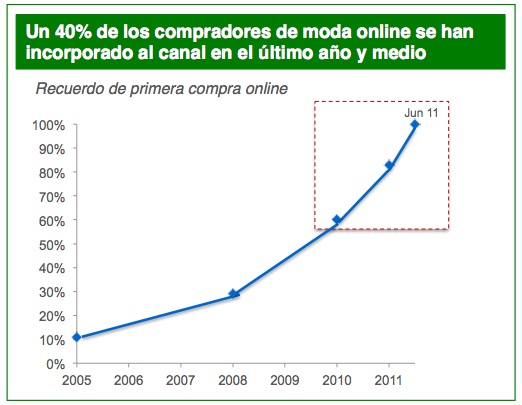 Un 40% de los compradores de moda online se han
incorporado al canal en el último año y medio
Recuerdo de primera compra online
Jun 11
100%
90%
80%
70%
60%
50%
40%
30%
20%
10%
0%
2005 2006 2007 2008 2009 2010 2011